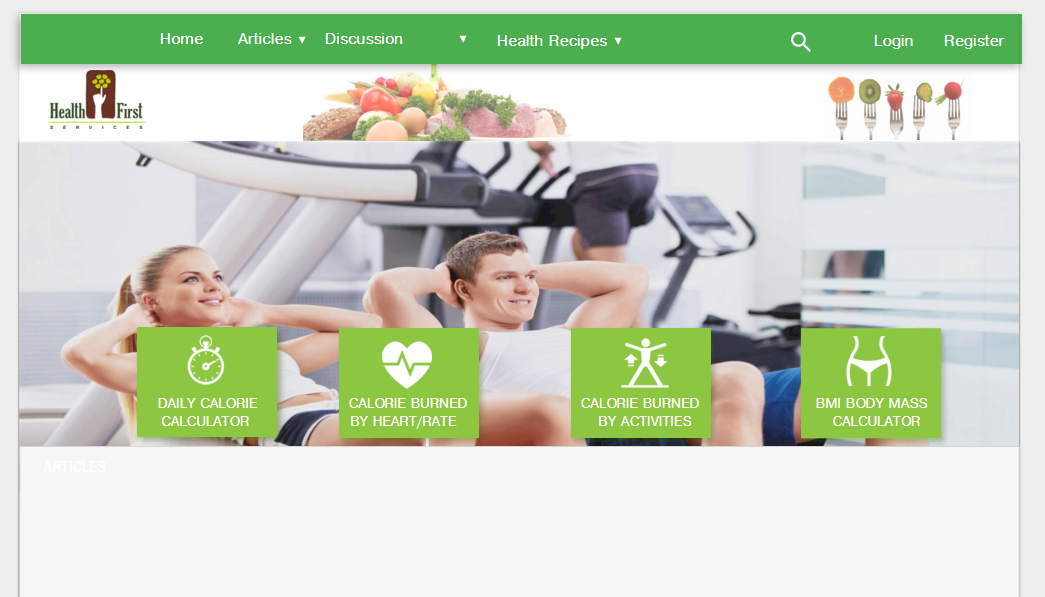 Home Articles ▼ Discussion ▼ Health Recipes ▼ Login Register
Health First
SERVICES
DAILY CALORIE
CALCULATOR
CALORIE BURNED
BY HEART/RATE
CALORIE BURNED
BY ACTIVITIES
BMI BODY MASS
CALCULATOR
ARTICLES